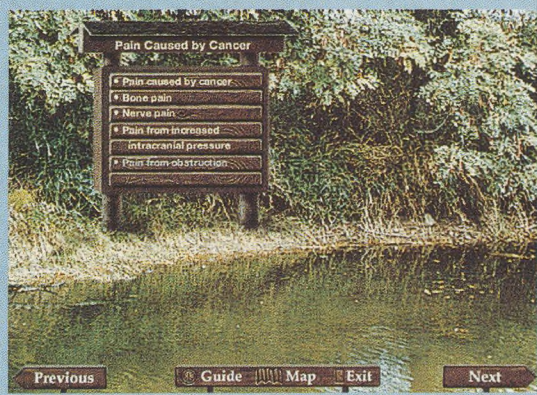 Pain Caused by Cancer
• Pain caused by cancer
• Bone pain
• Nerve pain
• Pain from increased
intracranial pressure
• Pain from obstruction
Previous
Guide
Map
Exit
Next